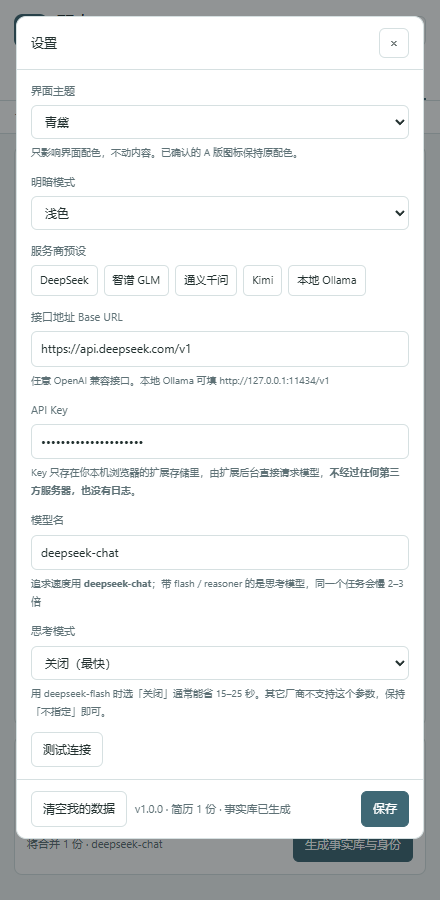 设置
×
界面主题
青黛
只影响界面配色，不动内容。已确认的 A 版图标保持原配色。
明暗模式
浅色
服务商预设
DeepSeek 智谱 GLM 通义千问 Kimi 本地 Ollama
接口地址 Base URL
https://api.deepseek.com/v1
任意 OpenAI 兼容接口。本地 Ollama 可填 http://127.0.0.1:11434/v1
API Key
•••••••••••••••••••••
Key 只存在你本机浏览器的扩展存储里，由扩展后台直接请求模型，不经过任何第三
方服务器，也没有日志。
模型名
deepseek-chat
追求速度用 deepseek-chat；带 flash / reasoner 的是思考模型，同一个任务会慢 2–3
倍
思考模式
关闭（最快）
用 deepseek-flash 时选「关闭」通常能省 15–25 秒。其它厂商不支持这个参数，保持
「不指定」即可。
测试连接
清空我的数据 v1.0.0 · 简历 1 份 · 事实库已生成 保存
将合并 1 份 · deepseek-chat 生成事实库与身份